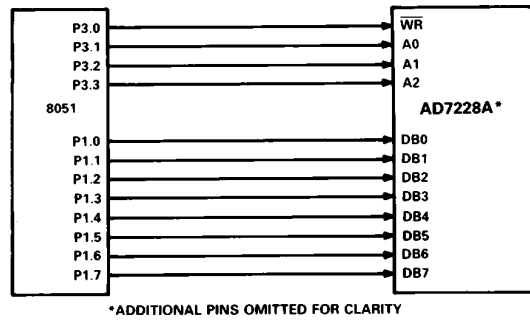 P3.0 WR
P3.1 A0
P3.2 A1
P3.3 A2
8051 AD7228A*
P1.0 DB0
P1.1 DB1
P1.2 DB2
P1.3 DB3
P1.4 DB4
P1.5 DB5
P1.6 DB6
P1.7 DB7
*ADDITIONAL PINS OMITTED FOR CLARITY